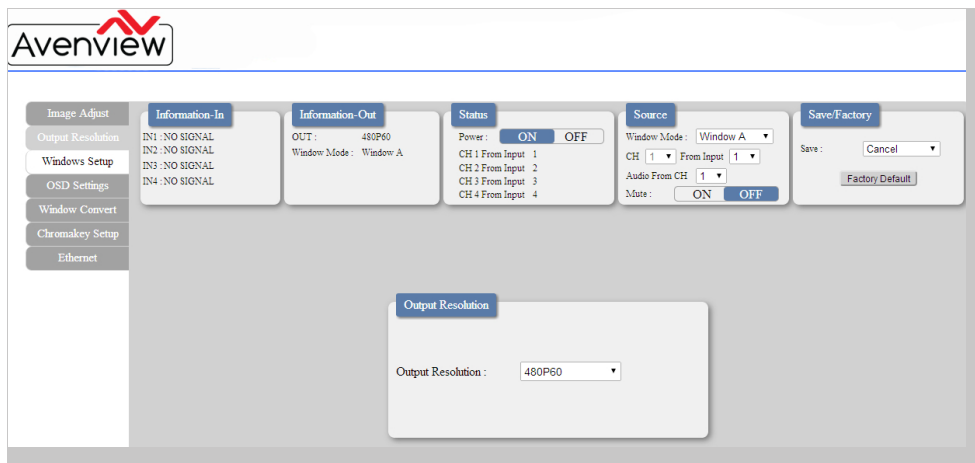 Avenview
Image Adjust
Output Resolution
Windows Setup
OSD Settings
Window Convert
Chromakey Setup
Ethernet
Information-In
IN1 : NO SIGNAL
IN2 : NO SIGNAL
IN3 : NO SIGNAL
IN4 : NO SIGNAL
Information-Out
OUT : 480P60
Window Mode : Window A
Status
Power : ON OFF
CH 1 From Input 1
CH 2 From Input 2
CH 3 From Input 3
CH 4 From Input 4
Source
Window Mode : Window A
CH 1 From Input 1
Audio From CH 1
Mute : ON OFF
Save/Factory
Save : Cancel
Factory Default
Output Resolution
Output Resolution : 480P60